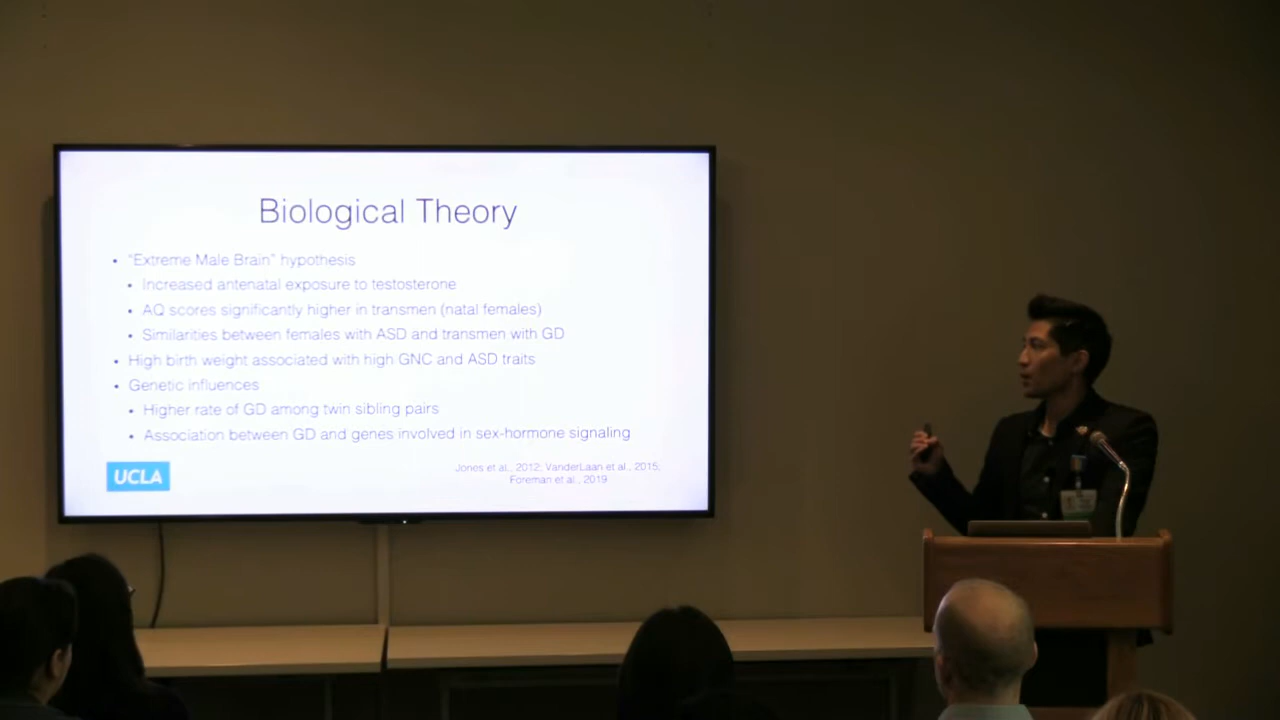 Biological Theory
• “Extreme Male Brain” hypothesis
• Increased antenatal exposure to testosterone
• AQ scores significantly higher in transmen (natal females)
• Similarities between females with ASD and transmen with GD
• High birth weight associated with high GNC and ASD traits
• Genetic influences
• Higher rate of GD among twin sibling pairs
• Association between GD and genes involved in sex-hormone signaling
UCLA
Jones et al., 2012; VanderLaan et al., 2015;
Foreman et al., 2019